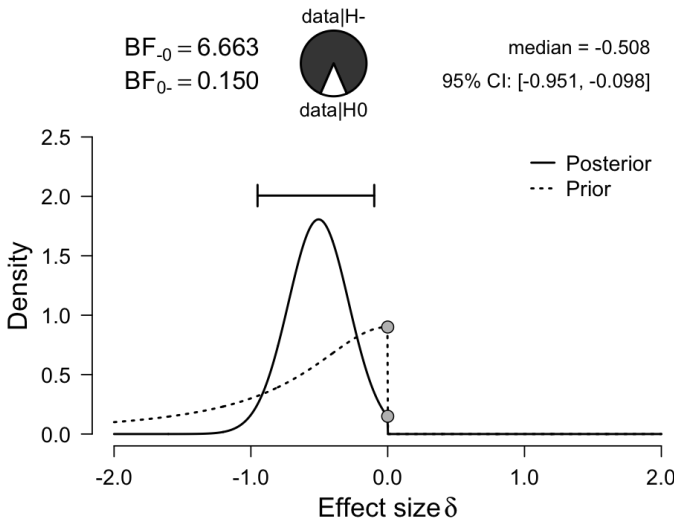 data|H-
BF-0 = 6.663
BF0- = 0.150
median = -0.508
95% CI: [-0.951, -0.098]
data|H0
Posterior
Prior
Density
2.5
2.0
1.5
1.0
0.5
0.0
-2.0 -1.0 0.0 1.0 2.0
Effect size δ